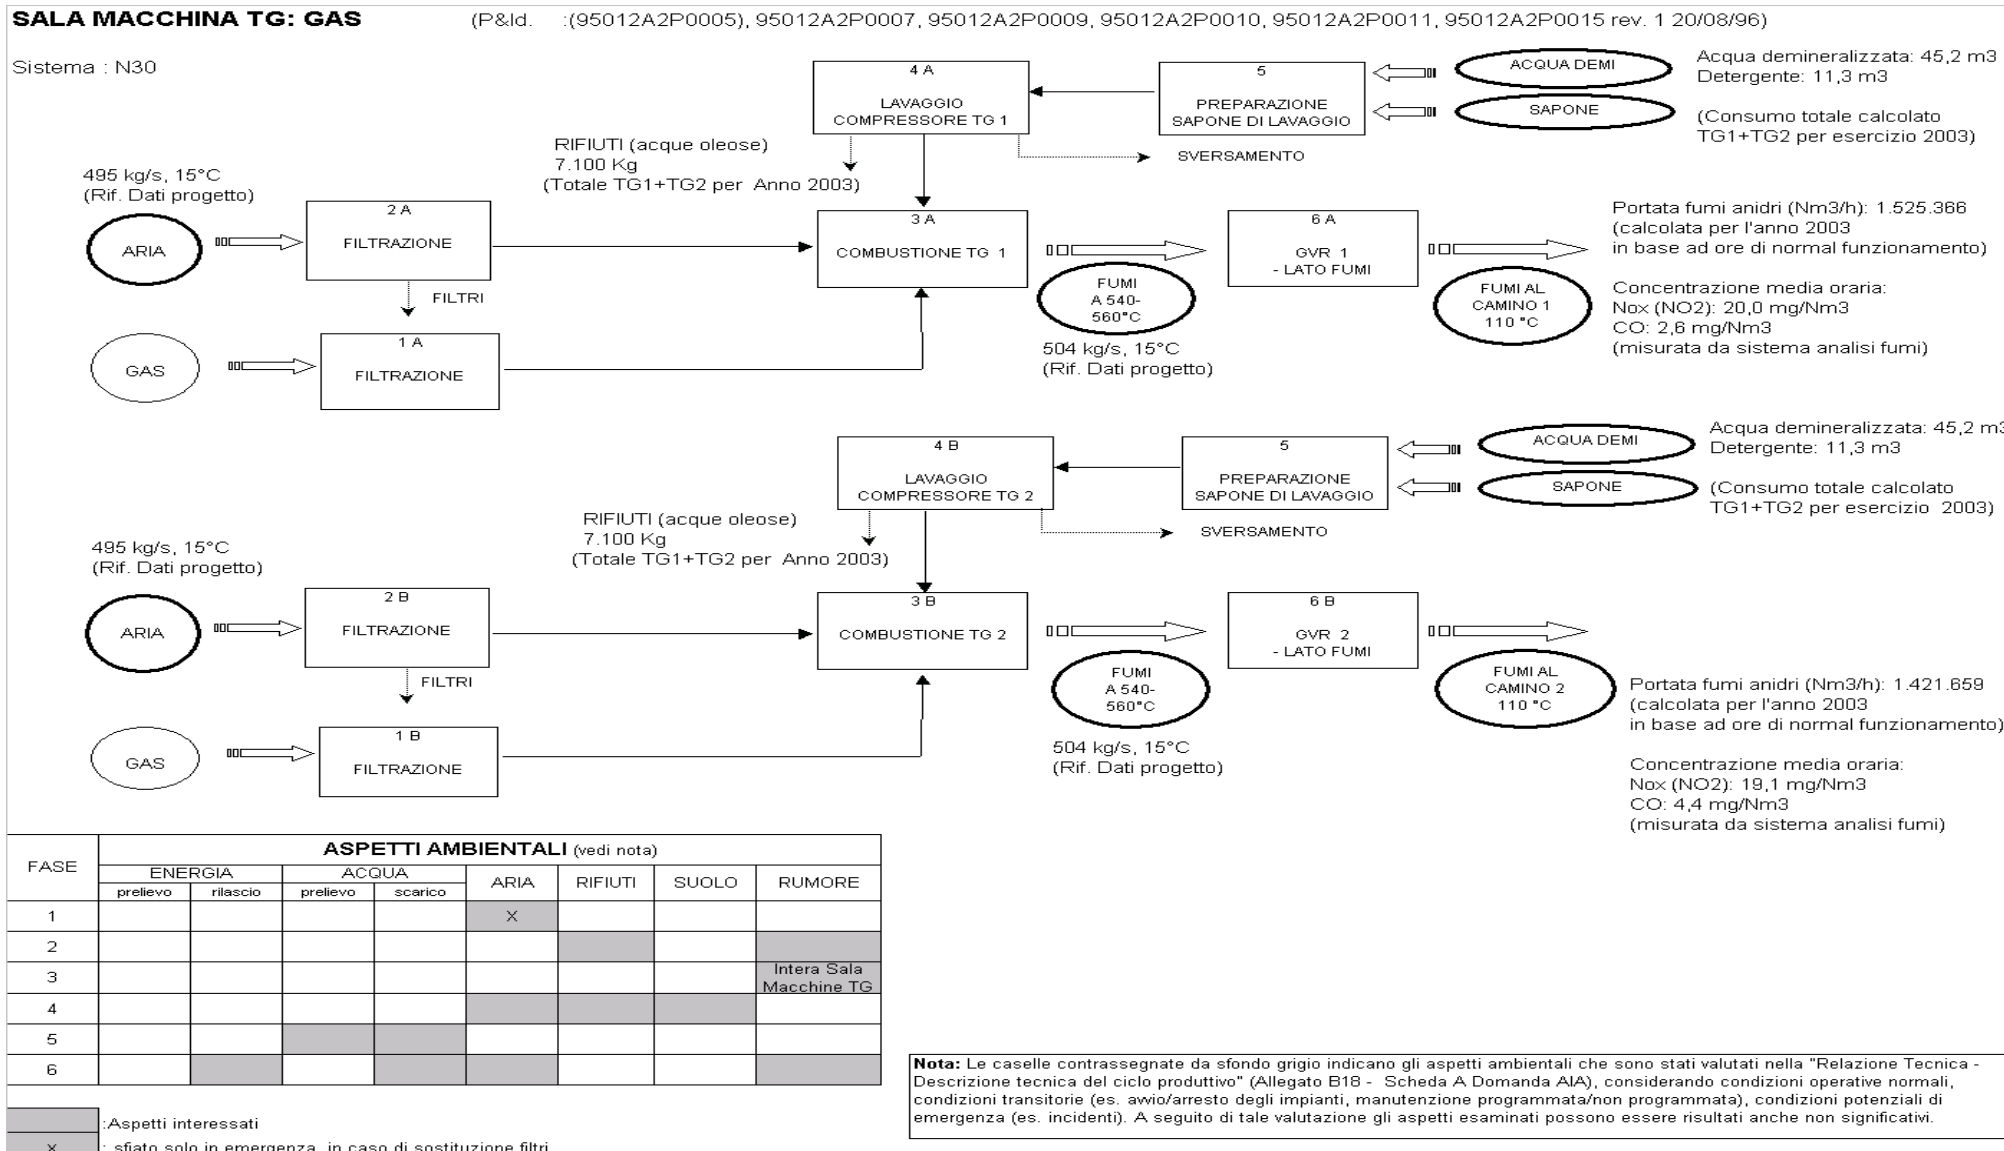 SALA MACCHINA TG: GAS (P&Id. :(95012A2P0005), 95012A2P0007, 95012A2P0009, 95012A2P0010, 95012A2P0011, 95012A2P0015 rev. 1 20/08/96)
Sistema : N30
4 A
LAVAGGIO
COMPRESSORE TG 1
5
PREPARAZIONE
SAPONE DI LAVAGGIO
ACQUA DEMI
SAPONE
Acqua demineralizzata: 45,2 m3
Detergente: 11,3 m3
(Consumo totale calcolato
TG1+TG2 per esercizio 2003)
RIFIUTI (acque oleose)
7.100 Kg
(Totale TG1+TG2 per Anno 2003)
SVERSAMENTO
495 kg/s, 15°C
(Rif. Dati progetto)
ARIA
2 A
FILTRAZIONE
FILTRI
3 A
COMBUSTIONE TG 1
6 A
GVR 1
- LATO FUMI
FUMI
A 540-
560°C
504 kg/s, 15°C
(Rif. Dati progetto)
FUMI AL
CAMINO 1
110 °C
Portata fumi anidri (Nm3/h): 1.525.366
(calcolata per l'anno 2003
in base ad ore di normal funzionamento)
Concentrazione media oraria:
Nox (NO2): 20,0 mg/Nm3
CO: 2,6 mg/Nm3
(misurata da sistema analisi fumi)
GAS
1 A
FILTRAZIONE
4 B
LAVAGGIO
COMPRESSORE TG 2
5
PREPARAZIONE
SAPONE DI LAVAGGIO
ACQUA DEMI
SAPONE
Acqua demineralizzata: 45,2 m3
Detergente: 11,3 m3
(Consumo totale calcolato
TG1+TG2 per esercizio 2003)
RIFIUTI (acque oleose)
7.100 Kg
(Totale TG1+TG2 per Anno 2003)
SVERSAMENTO
495 kg/s, 15°C
(Rif. Dati progetto)
ARIA
2 B
FILTRAZIONE
FILTRI
3 B
COMBUSTIONE TG 2
6 B
GVR 2
- LATO FUMI
FUMI
A 540-
560°C
504 kg/s, 15°C
(Rif. Dati progetto)
FUMI AL
CAMINO 2
110 °C
Portata fumi anidri (Nm3/h): 1.421.659
(calcolata per l'anno 2003
in base ad ore di normal funzionamento)
Concentrazione media oraria:
Nox (NO2): 19,1 mg/Nm3
CO: 4,4 mg/Nm3
(misurata da sistema analisi fumi)
GAS
1 B
FILTRAZIONE
FASE ASPETTI AMBIENTALI (vedi nota)
ENERGIA ACQUA ARIA RIFIUTI SUOLO RUMORE
prelievo rilascio prelievo scarico
1 X
2
3 Intera Sala
Macchine TG
4
5
6
:Aspetti interessati
X : sfiato solo in emergenza, in caso di sostituzione filtri
Nota: Le caselle contrassegnate da sfondo grigio indicano gli aspetti ambientali che sono stati valutati nella "Relazione Tecnica -
Descrizione tecnica del ciclo produttivo" (Allegato B18 - Scheda A Domanda AIA), considerando condizioni operative normali,
condizioni transitorie (es. avvio/arresto degli impianti, manutenzione programmata/non programmata), condizioni potenziali di
emergenza (es. incidenti). A seguito di tale valutazione gli aspetti esaminati possono essere risultati anche non significativi.